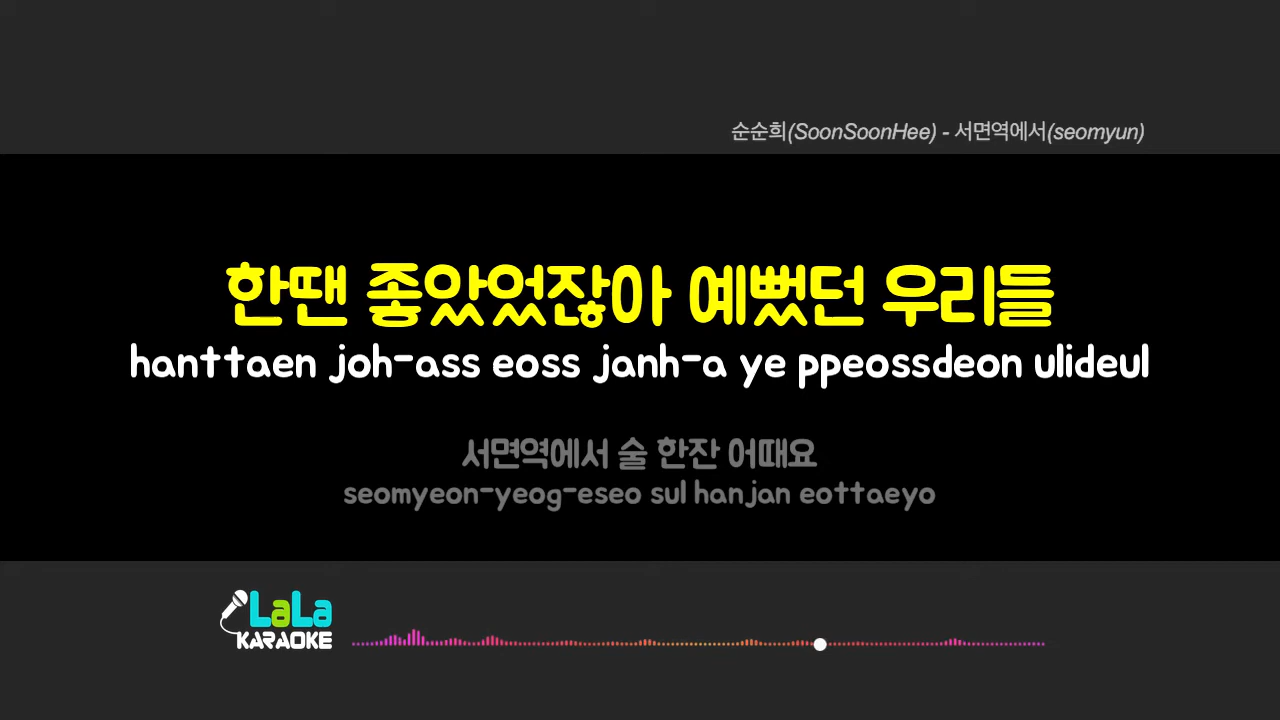 순순희(SoonSoonHee) - 서면역에서(seomyun)
한땐 좋았었잖아 예뻤던 우리들
hanttaen joh-ass eoss janh-a ye ppeossdeon ulideul
서면역에서 술 한잔 어때요
seomyeon-yeog-eseo sul hanjan eottaeyo
LaLa
KARAOKE